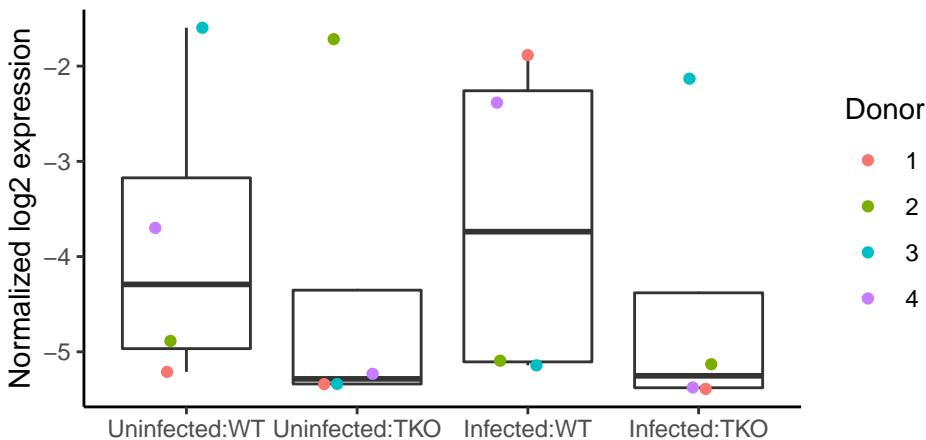 Normalized log2 expression
−2
−3
−4
−5
Uninfected:WT
Uninfected:TKO
Infected:WT
Infected:TKO
Donor
1
2
3
4